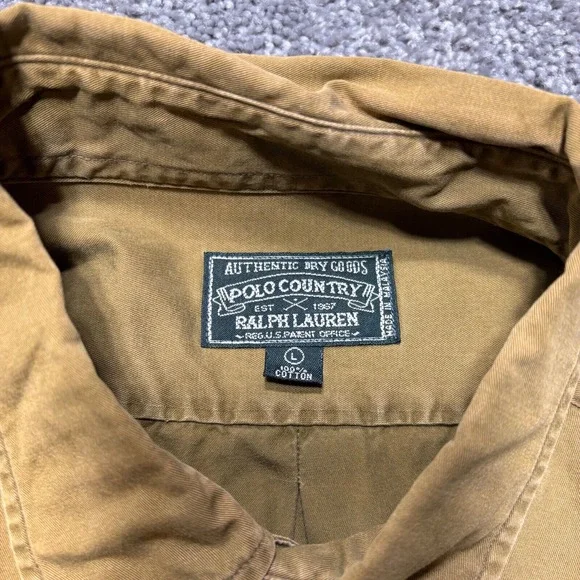 AUTHENTIC DRY GOODS
POLO COUNTRY
EST 1967
RALPH LAUREN
~REG. U.S. PATENT OFFICE~
MADE IN MALAYSIA
L
100%
COTTON